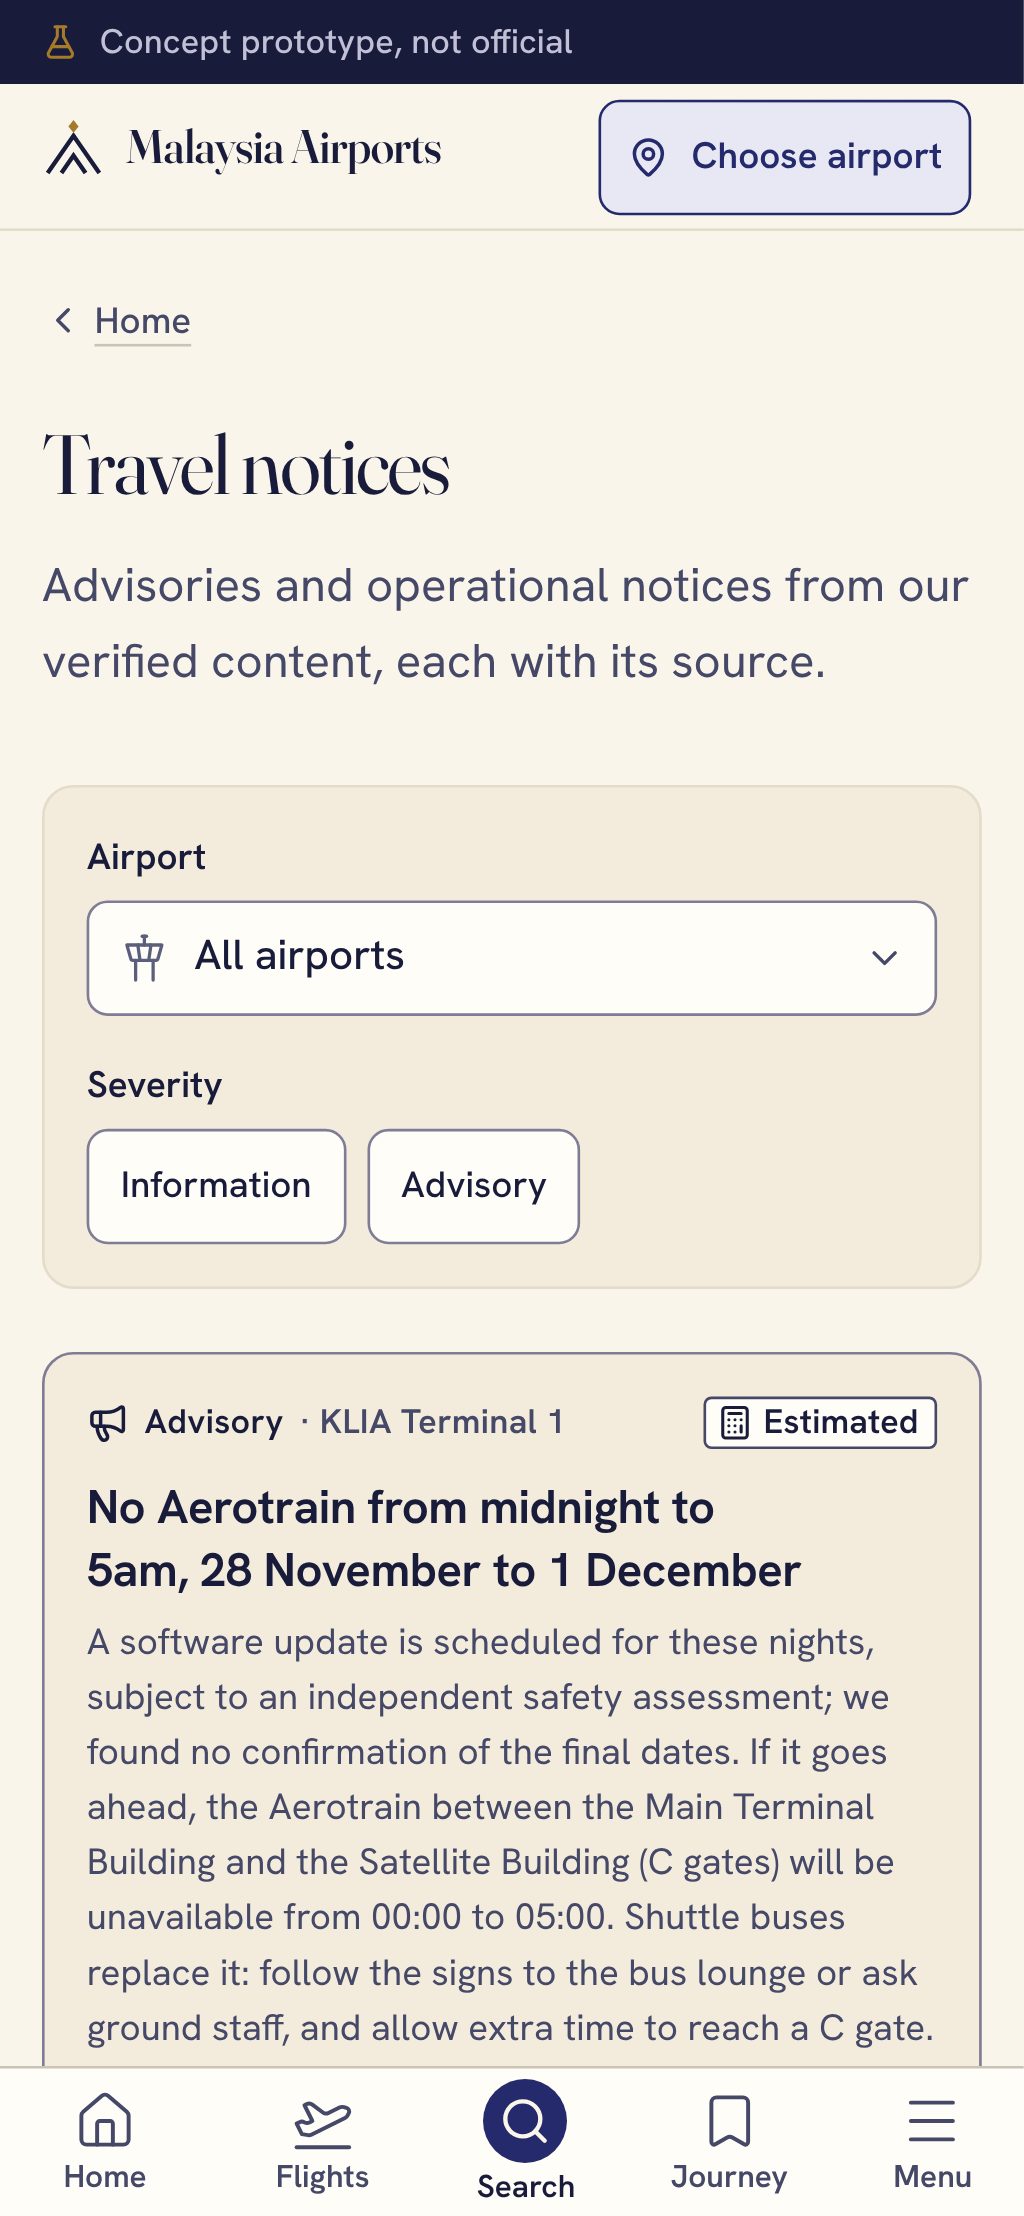 Concept prototype, not official
Malaysia Airports
Choose airport
Home
Travel notices
Advisories and operational notices from our
verified content, each with its source.
Airport
All airports
Severity
Information
Advisory
Advisory · KLIA Terminal 1
Estimated
No Aerotrain from midnight to
5am, 28 November to 1 December
A software update is scheduled for these nights,
subject to an independent safety assessment; we
found no confirmation of the final dates. If it goes
ahead, the Aerotrain between the Main Terminal
Building and the Satellite Building (C gates) will be
unavailable from 00:00 to 05:00. Shuttle buses
replace it: follow the signs to the bus lounge or ask
ground staff, and allow extra time to reach a C gate.
Home
Flights
Search
Journey
Menu